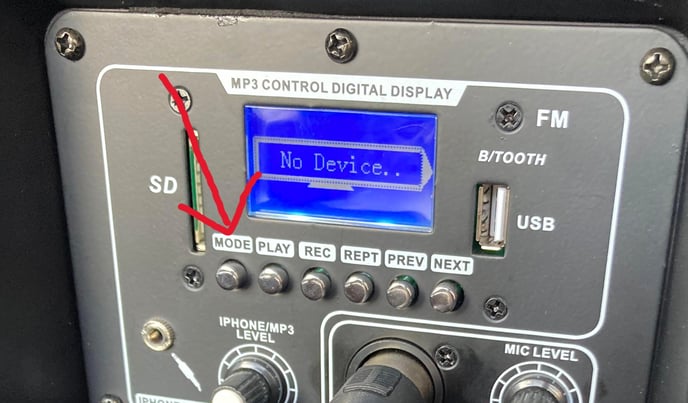 MP3 CONTROL DIGITAL DISPLAY
No Device..
FM
B/TOOTH
SD
USB
MODE PLAY REC REPT PREV NEXT
IPHONE/MP3
LEVEL
MIC LEVEL